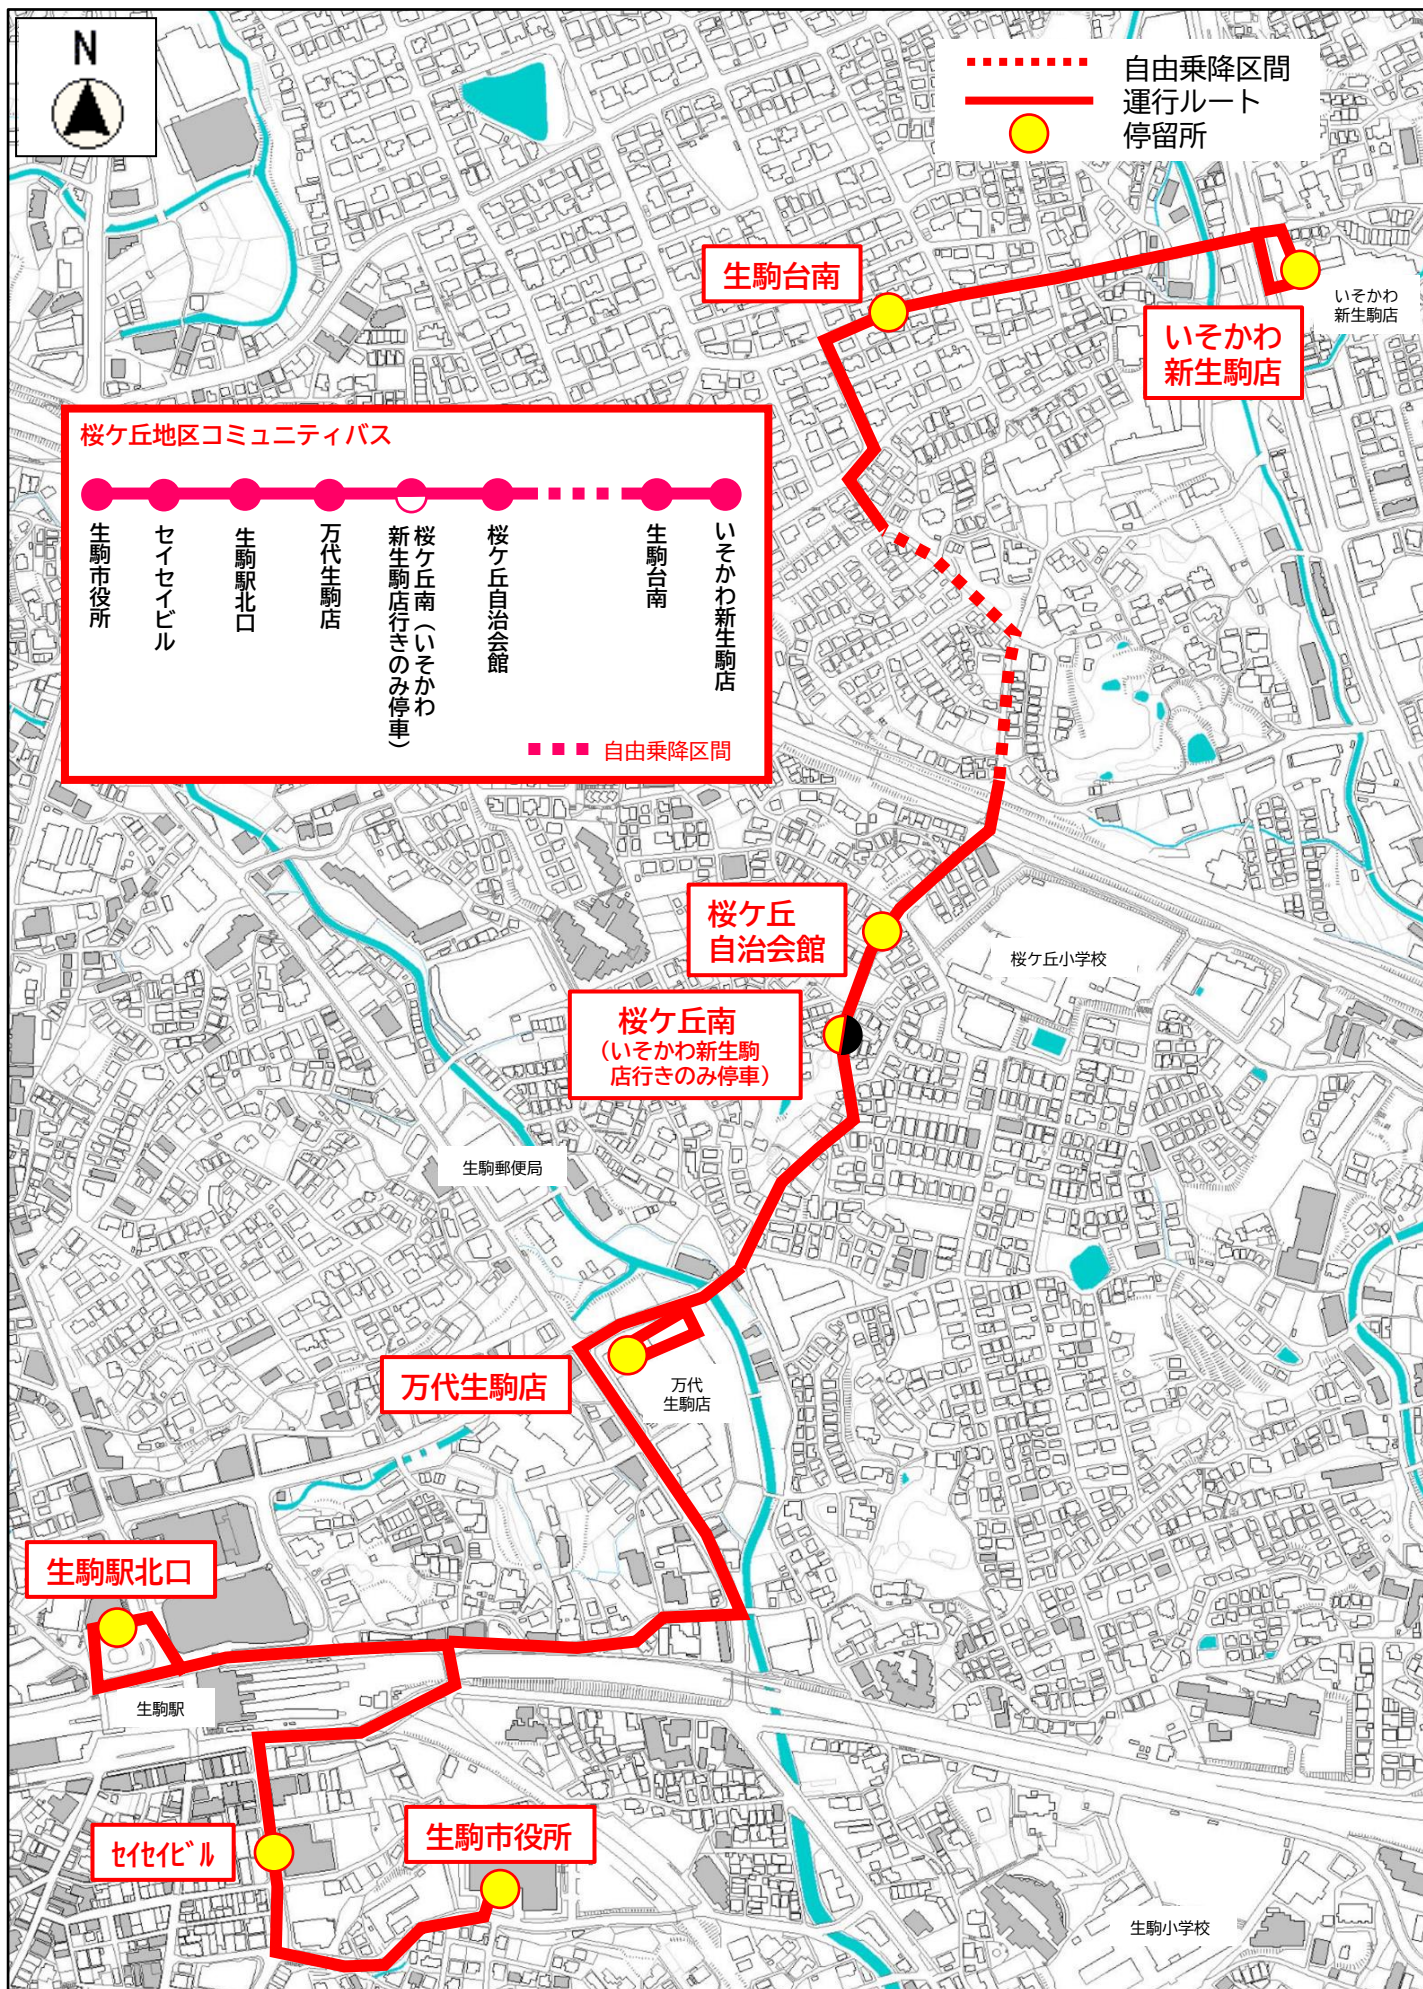 N
自由乗降区間
運行ルート
停留所
生駒台南
いそかわ
新生駒店
いそかわ
新生駒店
桜ケ丘地区コミュニティバス
生駒市役所
セイセイビル
生駒駅北口
万代生駒店
桜ケ丘南（いそかわ
新生駒店行きのみ停車）
桜ケ丘自治会館
生駒台南
いそかわ新生駒店
自由乗降区間
桜ケ丘
自治会館
桜ケ丘小学校
桜ケ丘南
（いそかわ新生駒
店行きのみ停車）
生駒郵便局
万代生駒店
万代
生駒店
生駒駅北口
生駒駅
ｾｲｾｲﾋﾞﾙ
生駒市役所
生駒小学校